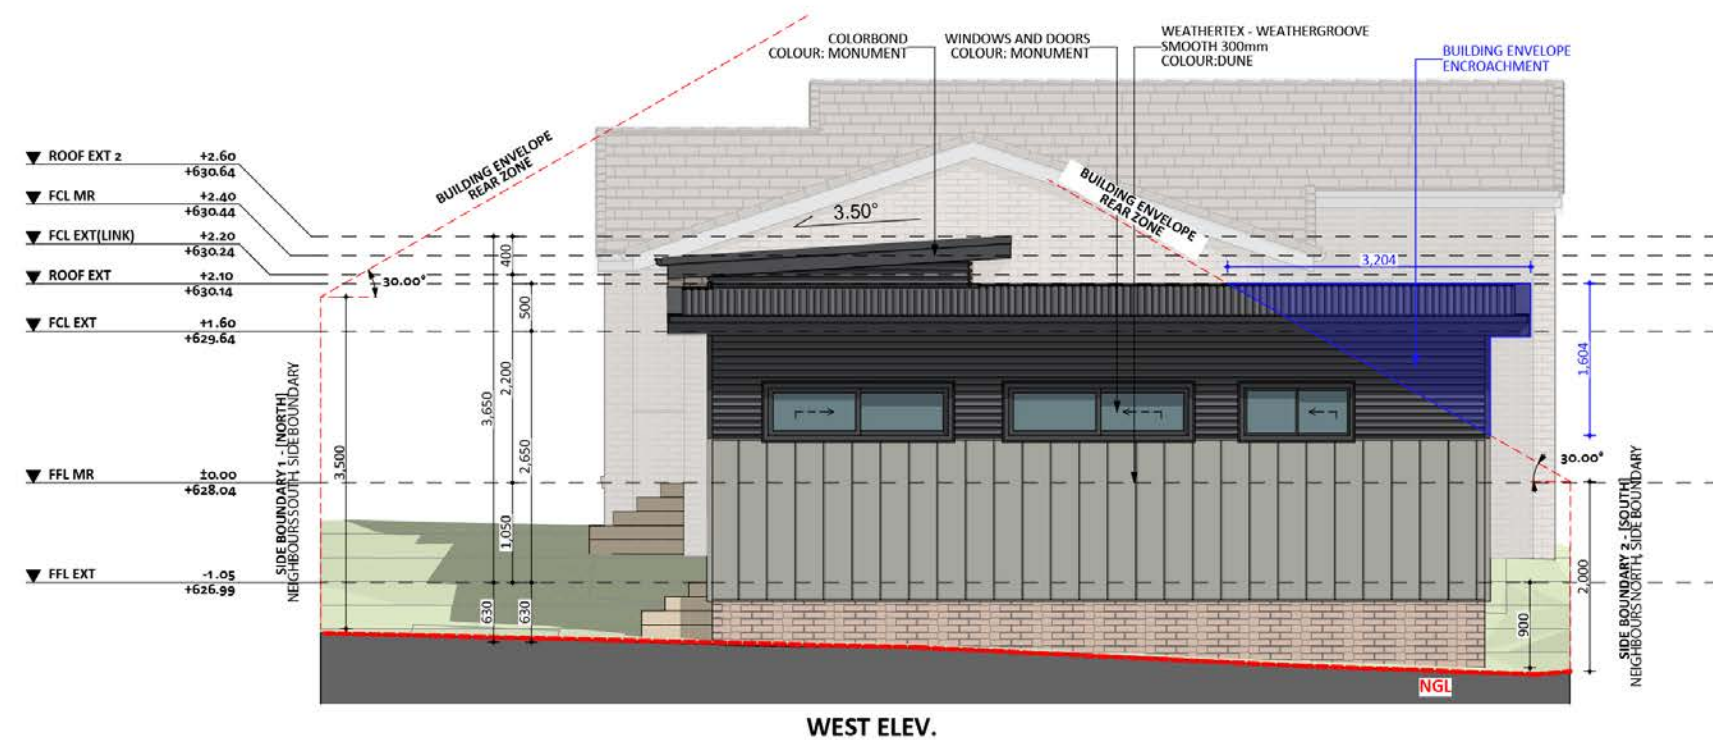 COLORBOND
COLOUR: MONUMENT
WINDOWS AND DOORS
COLOUR: MONUMENT
WEATHERTEX - WEATHERGROOVE
SMOOTH 300mm
COLOUR:DUNE
BUILDING ENVELOPE
ENCROACHMENT
BUILDING ENVELOPE
REAR ZONE
BUILDING ENVELOPE
REAR ZONE
ROOF EXT 2 +2.60
+630.64
FCL MR +2.40
+630.44
FCL EXT(LINK) +2.20
+630.24
ROOF EXT +2.10
+630.14
FCL EXT +1.60
+629.64
FFL MR ±0.00
+628.04
FFL EXT -1.05
+626.99
3.50°
30.00°
30.00°
3,204
1,604
400
500
2,200
3,650
2,650
3,500
1,050
630
630
2,000
900
SIDE BOUNDARY 1 - [NORTH]
NEIGHBOURS SOUTH, SIDE BOUNDARY
SIDE BOUNDARY 2 - [SOUTH]
NEIGHBOURS NORTH, SIDE BOUNDARY
NGL
WEST ELEV.